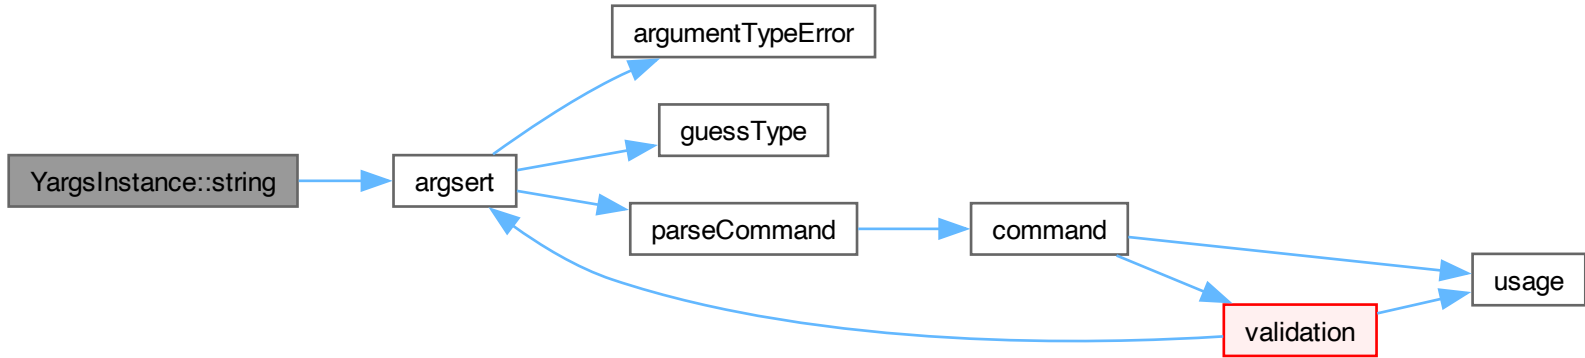 argumentTypeError
guessType
YargsInstance::string
argsert
parseCommand
command
usage
validation